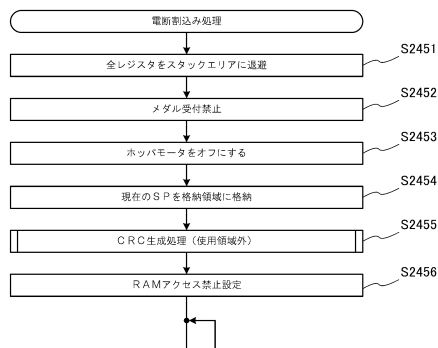 電断割込み処理
S2451
全レジスタをスタックエリアに退避
S2452
メダル受付禁止
S2453
ホッパモータをオフにする
S2454
現在のＳＰを格納領域に格納
S2455
ＣＲＣ生成処理（使用領域外）
S2456
ＲＡＭアクセス禁止設定